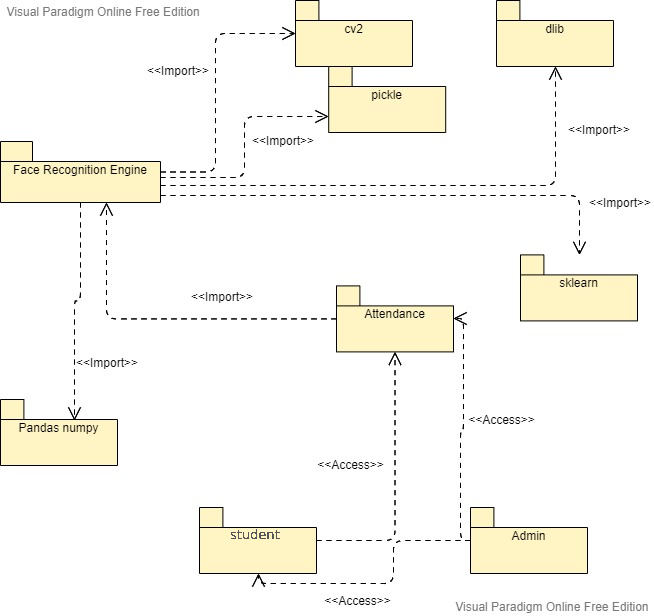 Visual Paradigm Online Free Edition
cv2
dlib
<<Import>>
pickle
<<Import>>
<<Import>>
Face Recognition Engine
<<Import>>
sklearn
<<Import>>
Attendance
<<Import>>
<<Access>>
Pandas numpy
<<Access>>
student
Admin
<<Access>>
Visual Paradigm Online Free Edition